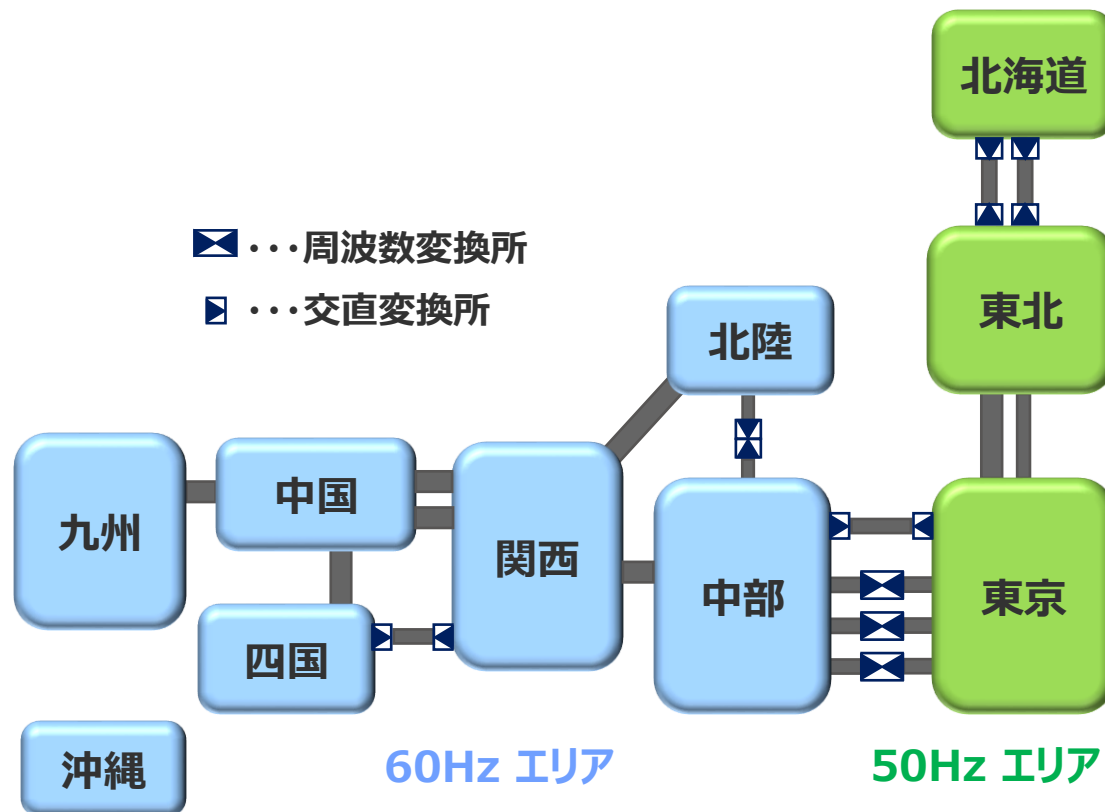 北海道
・・・周波数変換所
・・・交直変換所
東北
北陸
九州
中国
関西
中部
東京
四国
沖縄
60Hz エリア
50Hz エリア